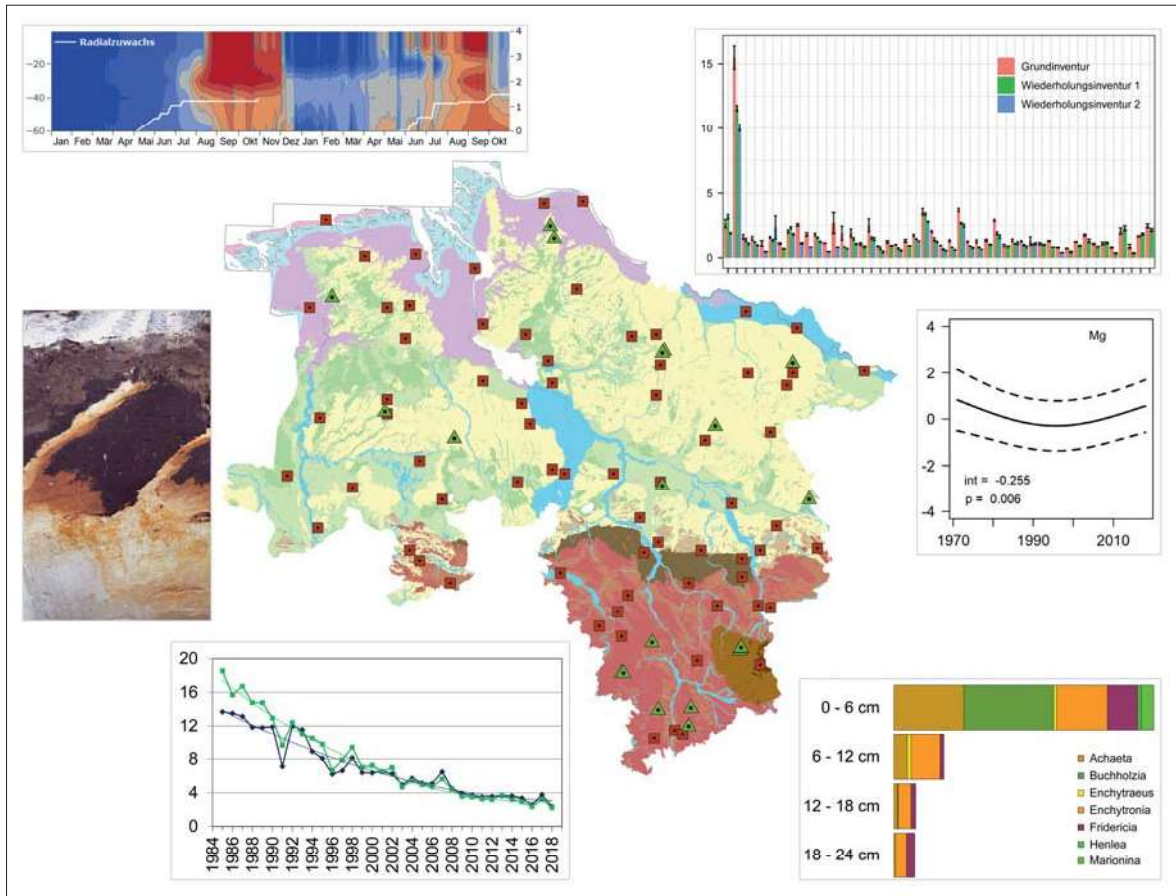 Radialzuwachs
4
−20
3
−40
2
1
−60
0
Jan Feb Mär Apr Mai Jun Jul Aug Sep Okt Nov Dez Jan Feb Mär Apr Mai Jun Jul Aug Sep Okt
15
10
5
0
Grundinventur
Wiederholungsinventur 1
Wiederholungsinventur 2
Mg
4
2
0
-2
-4
int = -0.255
p = 0.006
1970 1990 2010
20
16
12
8
4
0
1984 1986 1988 1990 1992 1994 1996 1998 2000 2002 2004 2006 2008 2010 2012 2014 2016 2018
0 - 6 cm
6 - 12 cm
12 - 18 cm
18 - 24 cm
Achaeta
Buchholzia
Enchytraeus
Enchytronia
Fridericia
Henlea
Marionina